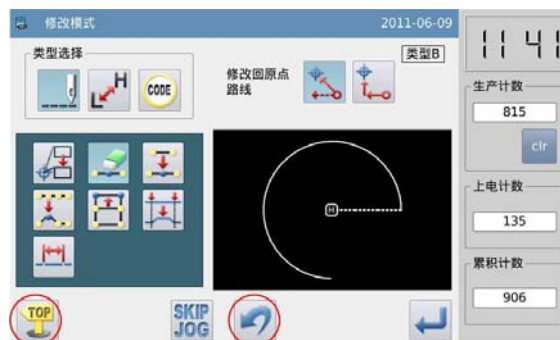 修改模式 2011-06-09
11 41
类型选择
类型B
H
CODE
修改回原点
路线
生产计数
815
clr
上电计数
135
H
累积计数
906
TOP
SKIP
JOG